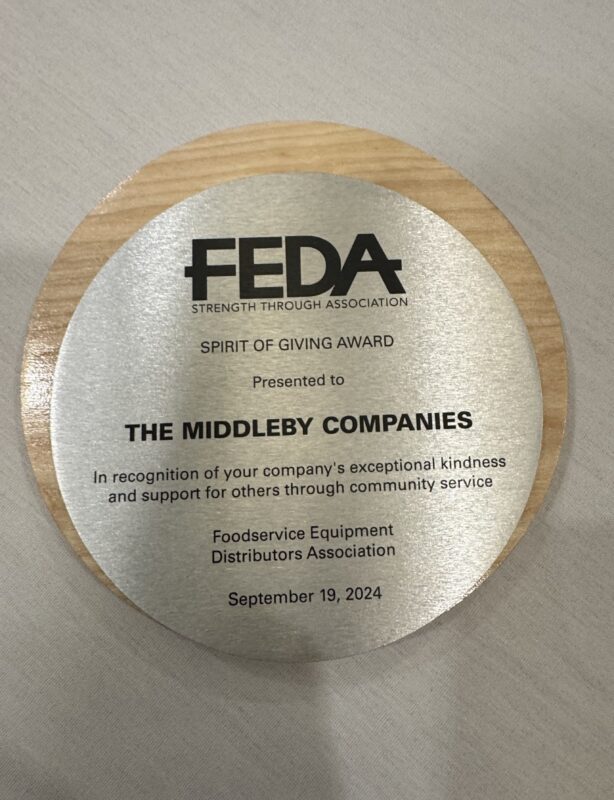 FEDA
STRENGTH THROUGH ASSOCIATION
SPIRIT OF GIVING AWARD
Presented to
THE MIDDLEBY COMPANIES
In recognition of your company's exceptional kindness
and support for others through community service
Foodservice Equipment
Distributors Association
September 19, 2024